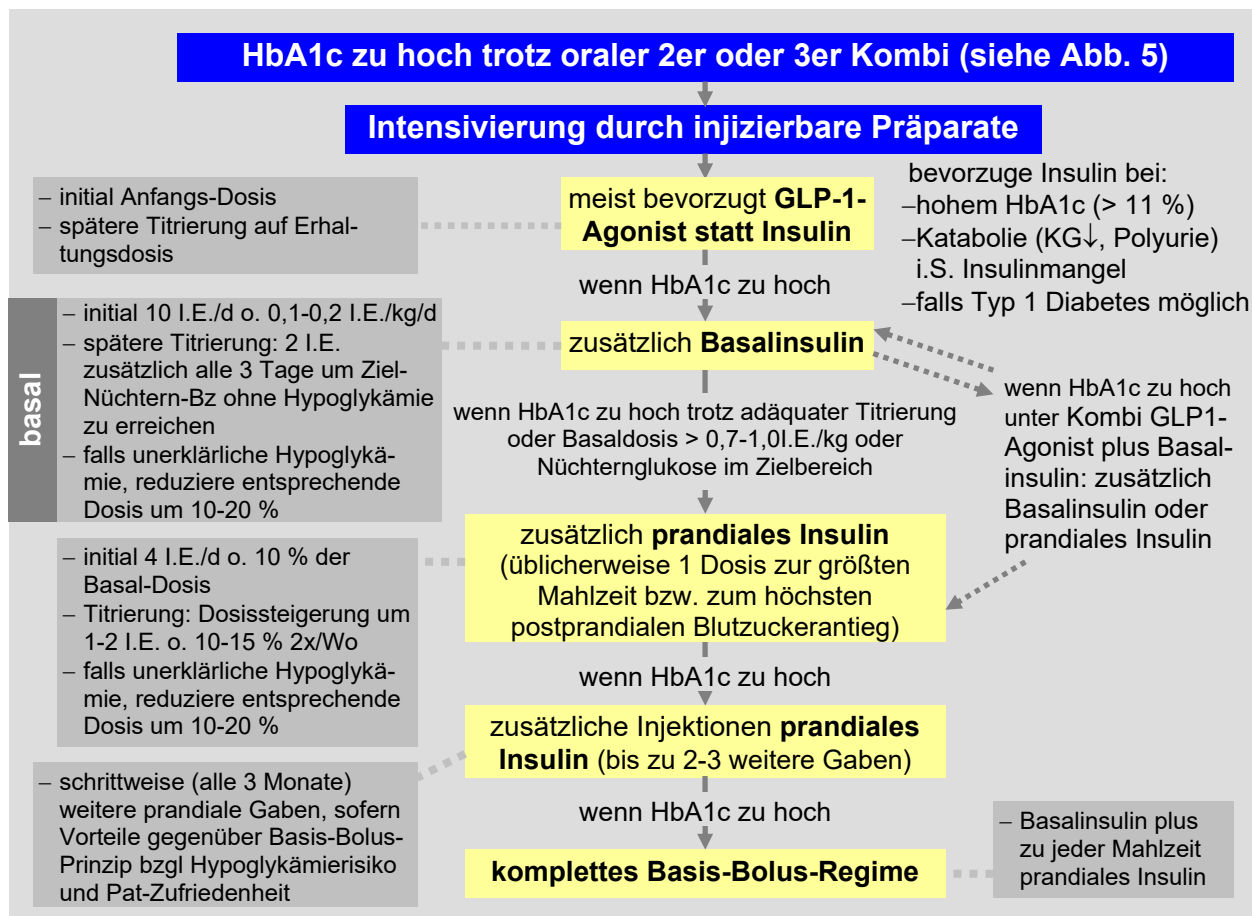 HbA1c zu hoch trotz oraler 2er oder 3er Kombi (siehe Abb. 5)
Intensivierung durch injizierbare Präparate
– initial Anfangs-Dosis
– spätere Titrierung auf Erhal-
tungsdosis
meist bevorzugt GLP-1-
Agonist statt Insulin
bevorzuge Insulin bei:
–hohem HbA1c (> 11 %)
–Katabolie (KG↓, Polyurie)
i.S. Insulinmangel
–falls Typ 1 Diabetes möglich
wenn HbA1c zu hoch
basal
– initial 10 I.E./d o. 0,1-0,2 I.E./kg/d
– spätere Titrierung: 2 I.E.
zusätzlich alle 3 Tage um Ziel-
Nüchtern-Bz ohne Hypoglykämie
zu erreichen
– falls unerklärliche Hypoglykä-
mie, reduziere entsprechende
Dosis um 10-20 %
zusätzlich Basalinsulin
wenn HbA1c zu hoch trotz adäquater Titrierung
oder Basaldosis > 0,7-1,0I.E./kg oder
Nüchternglukose im Zielbereich
wenn HbA1c zu hoch
unter Kombi GLP1-
Agonist plus Basal-
insulin: zusätzlich
Basalinsulin oder
prandiales Insulin
– initial 4 I.E./d o. 10 % der
Basal-Dosis
– Titrierung: Dosissteigerung um
1-2 I.E. o. 10-15 % 2x/Wo
– falls unerklärliche Hypoglykä-
mie, reduziere entsprechende
Dosis um 10-20 %
zusätzlich prandiales Insulin
(üblicherweise 1 Dosis zur größten
Mahlzeit bzw. zum höchsten
postprandialen Blutzuckerantieg)
wenn HbA1c zu hoch
zusätzliche Injektionen prandiales
Insulin (bis zu 2-3 weitere Gaben)
– schrittweise (alle 3 Monate)
weitere prandiale Gaben, sofern
Vorteile gegenüber Basis-Bolus-
Prinzip bzgl Hypoglykämierisiko
und Pat-Zufriedenheit
wenn HbA1c zu hoch
komplettes Basis-Bolus-Regime
– Basalinsulin plus
zu jeder Mahlzeit
prandiales Insulin